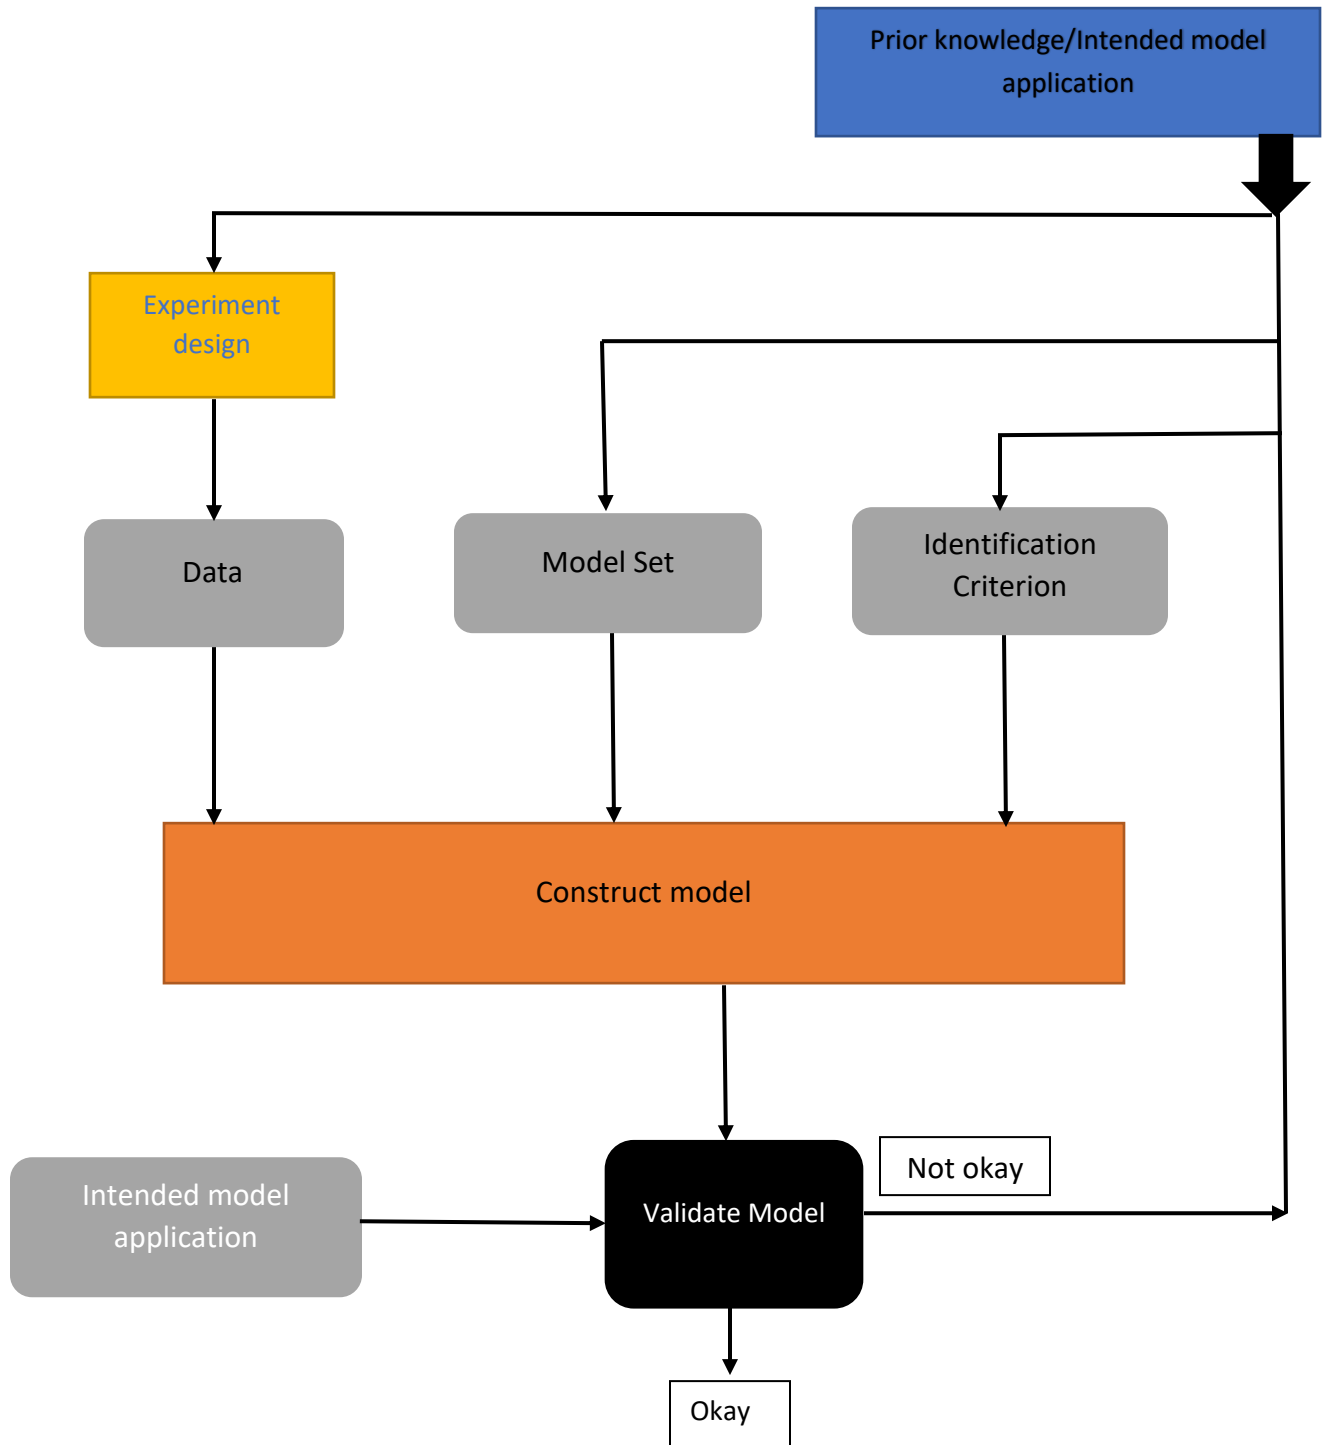 Prior knowledge/Intended model
application
Experiment
design
Data
Model Set
Identification
Criterion
Construct model
Intended model
application
Validate Model
Not okay
Okay